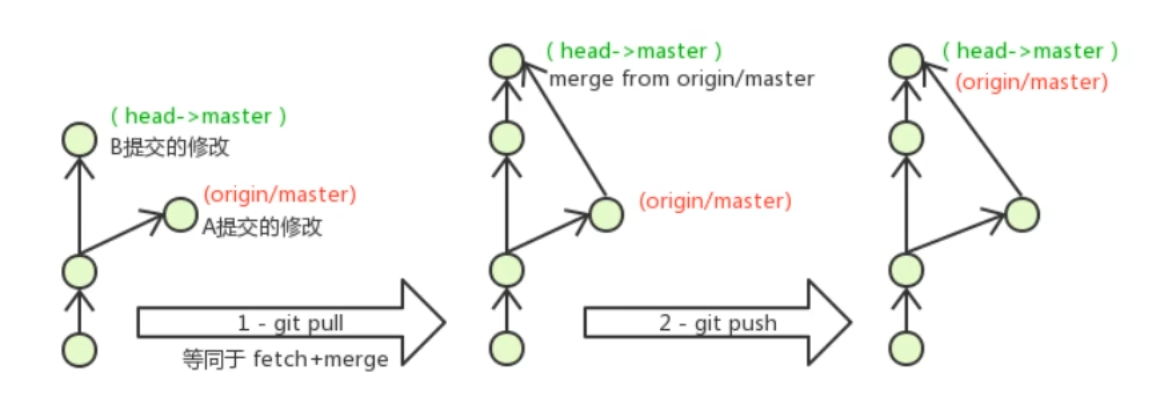 ( head->master )
B提交的修改
(origin/master)
A提交的修改
1 - git pull
等同于 fetch+merge
( head->master )
merge from origin/master
(origin/master)
2 - git push
( head->master )
(origin/master)